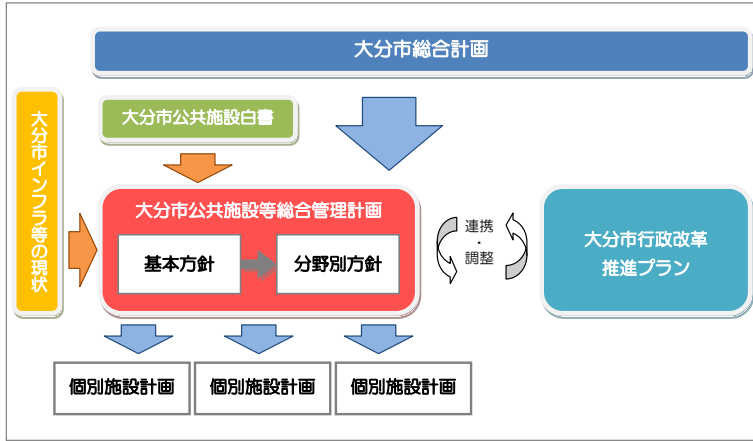 大分市総合計画
大分市インフラ等の現状
大分市公共施設白書
大分市公共施設等総合管理計画
基本方針
分野別方針
連携
・
調整
大分市行政改革
推進プラン
個別施設計画
個別施設計画
個別施設計画